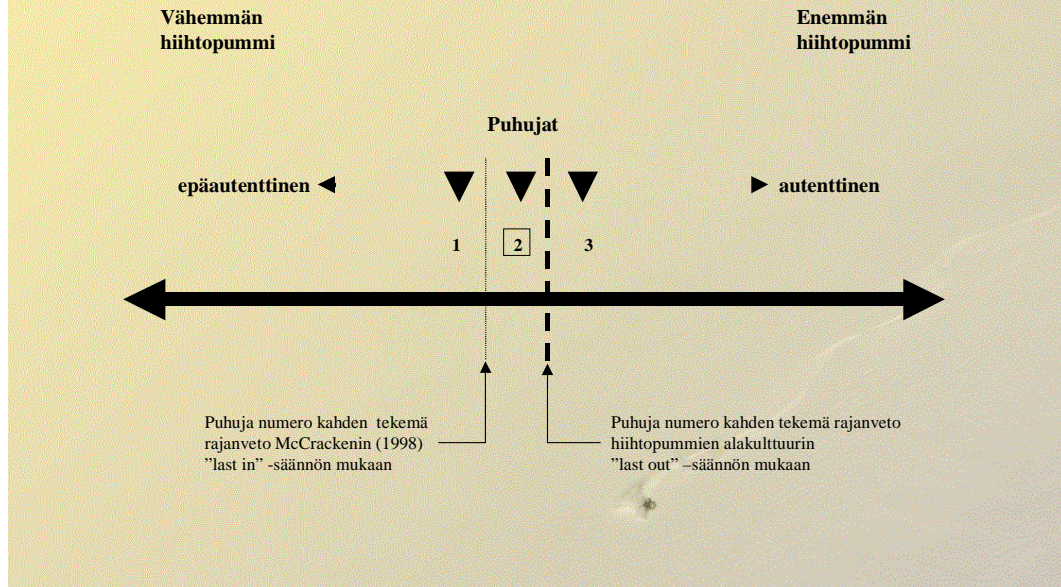 Vähemmän
hiihtopummi
Enemmän
hiihtopummi
Puhujat
epäautenttinen
autenttinen
1
2
3
Puhuja numero kahden tekemä
rajanveto McCrackenin (1998)
”last in” -säännön mukaan
Puhuja numero kahden tekemä rajanveto
hiihtopummien alakulttuurin
”last out” –säännön mukaan